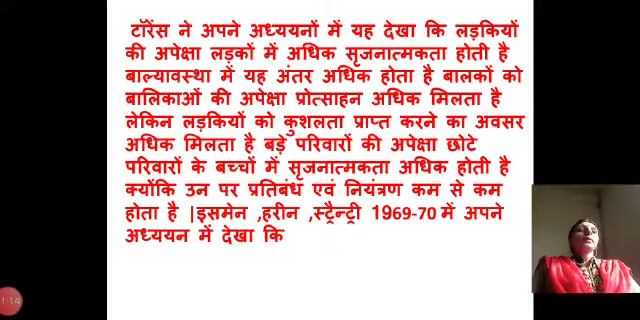 टॉरेंस ने अपने अध्ययनों में यह देखा कि लड़कियों
की अपेक्षा लड़कों में अधिक सृजनात्मकता होती है
बाल्यावस्था में यह अंतर अधिक होता है बालकों को
बालिकाओं की अपेक्षा प्रोत्साहन अधिक मिलता है
लेकिन लड़कियों को कुशलता प्राप्त करने का अवसर
अधिक मिलता है बड़े परिवारों की अपेक्षा छोटे
परिवारों के बच्चों में सृजनात्मकता अधिक होती है
क्योंकि उन पर प्रतिबंध एवं नियंत्रण कम से कम
होता है |इसमेन ,हरीन ,स्ट्रैन्ट्री 1969-70 में अपने
अध्ययन में देखा कि
1:14